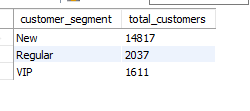 customer_segment total_customers
New 14817
Regular 2037
VIP 1611